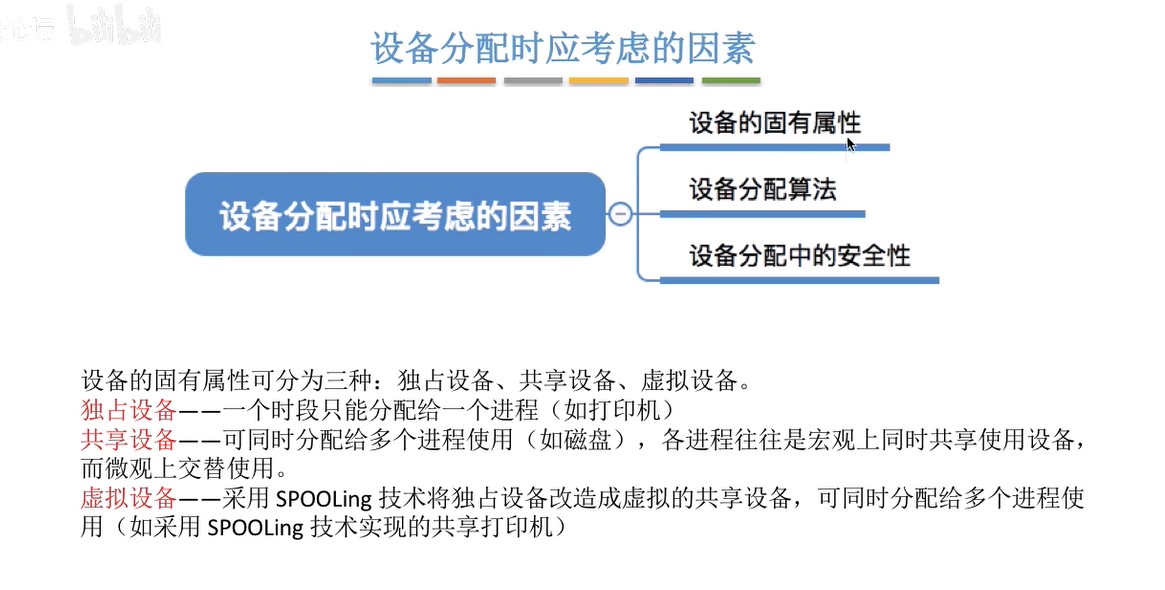 bilibili
设备分配时应考虑的因素
设备分配时应考虑的因素
设备的固有属性
设备分配算法
设备分配中的安全性
设备的固有属性可分为三种：独占设备、共享设备、虚拟设备。
独占设备——一个时段只能分配给一个进程（如打印机）
共享设备——可同时分配给多个进程使用（如磁盘），各进程往往是宏观上同时共享使用设备，
而微观上交替使用。
虚拟设备——采用 SPOOLing 技术将独占设备改造成虚拟的共享设备，可同时分配给多个进程使
用（如采用 SPOOLing 技术实现的共享打印机）